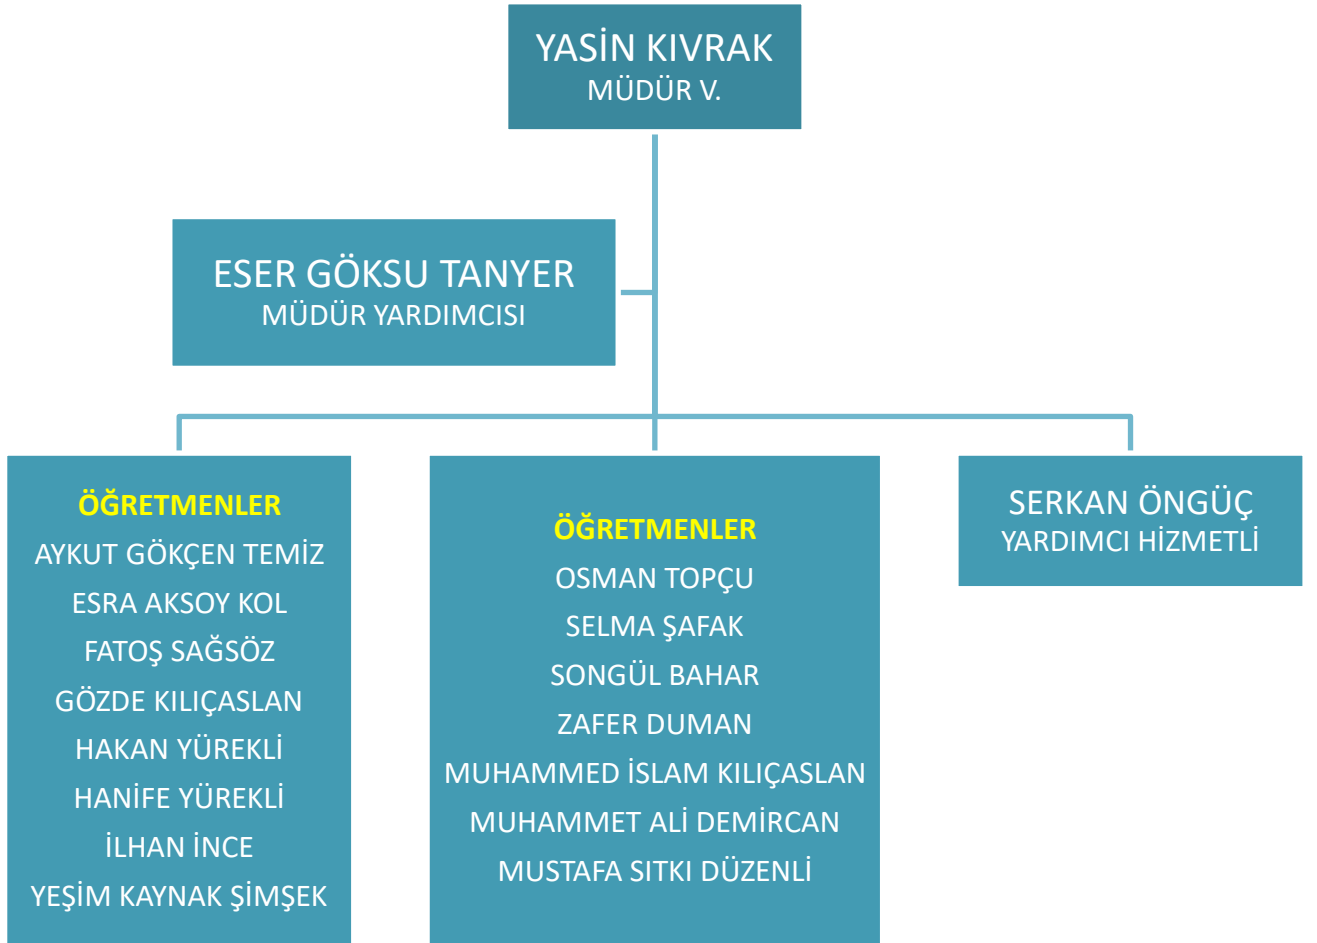 YASİN KIVRAK
MÜDÜR V.
ESER GÖKSU TANYER
MÜDÜR YARDIMCISI
ÖĞRETMENLER
AYKUT GÖKÇEN TEMİZ
ESRA AKSOY KOL
FATOŞ SAĞSÖZ
GÖZDE KILIÇASLAN
HAKAN YÜREKLİ
HANİFE YÜREKLİ
İLHAN İNCE
YEŞİM KAYNAK ŞİMŞEK
ÖĞRETMENLER
OSMAN TOPÇU
SELMA ŞAFAK
SONGÜL BAHAR
ZAFER DUMAN
MUHAMMED İSLAM KILIÇASLAN
MUHAMMET ALİ DEMİRCAN
MUSTAFA SITKI DÜZENLİ
SERKAN ÖNGÜÇ
YARDIMCI HİZMETLİ